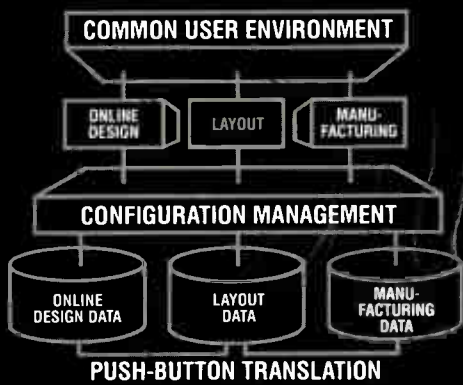 COMMON USER ENVIRONMENT
ONLINE
DESIGN
LAYOUT
MANU-
FACTURING
CONFIGURATION MANAGEMENT
ONLINE
DESIGN DATA
LAYOUT
DATA
MANU-
FACTURING
DATA
PUSH-BUTTON TRANSLATION